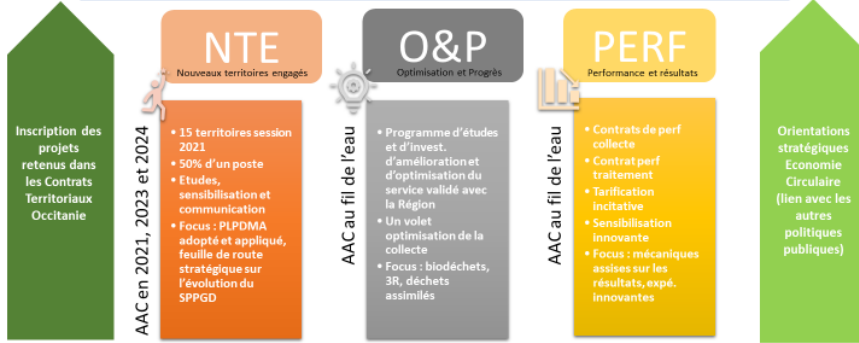 Inscription des
projets
retenus dans
les Contrats
Territoriaux
Occitanie
AAC en 2021, 2023 et 2024
NTE
Nouveaux territoires engagés
• 15 territoires session
2021
• 50% d'un poste
• Etudes,
sensibilisation et
communication
• Focus : PLPDMA
adopté et appliqué,
feuille de route
stratégique sur
l'évolution du
SPPGD
AAC au fil de l'eau
O&P
Optimisation et Progrès
• Programme d'études
et d'invest.
d'amélioration et
d'optimisation du
service validé avec
la Région
• Un volet
optimisation de la
collecte
• Focus : biodéchets,
3R, déchets
assimilés
AAC au fil de l'eau
PERF
Performance et résultats
• Contrats de perf
collecte
• Contrat perf
traitement
• Tarification
incitative
• Sensibilisation
innovante
• Focus : mécaniques
assises sur les
résultats, expé.
innovantes
Orientations
stratégiques
Economie
Circulaire
(lien avec les
autres
politiques
publiques)